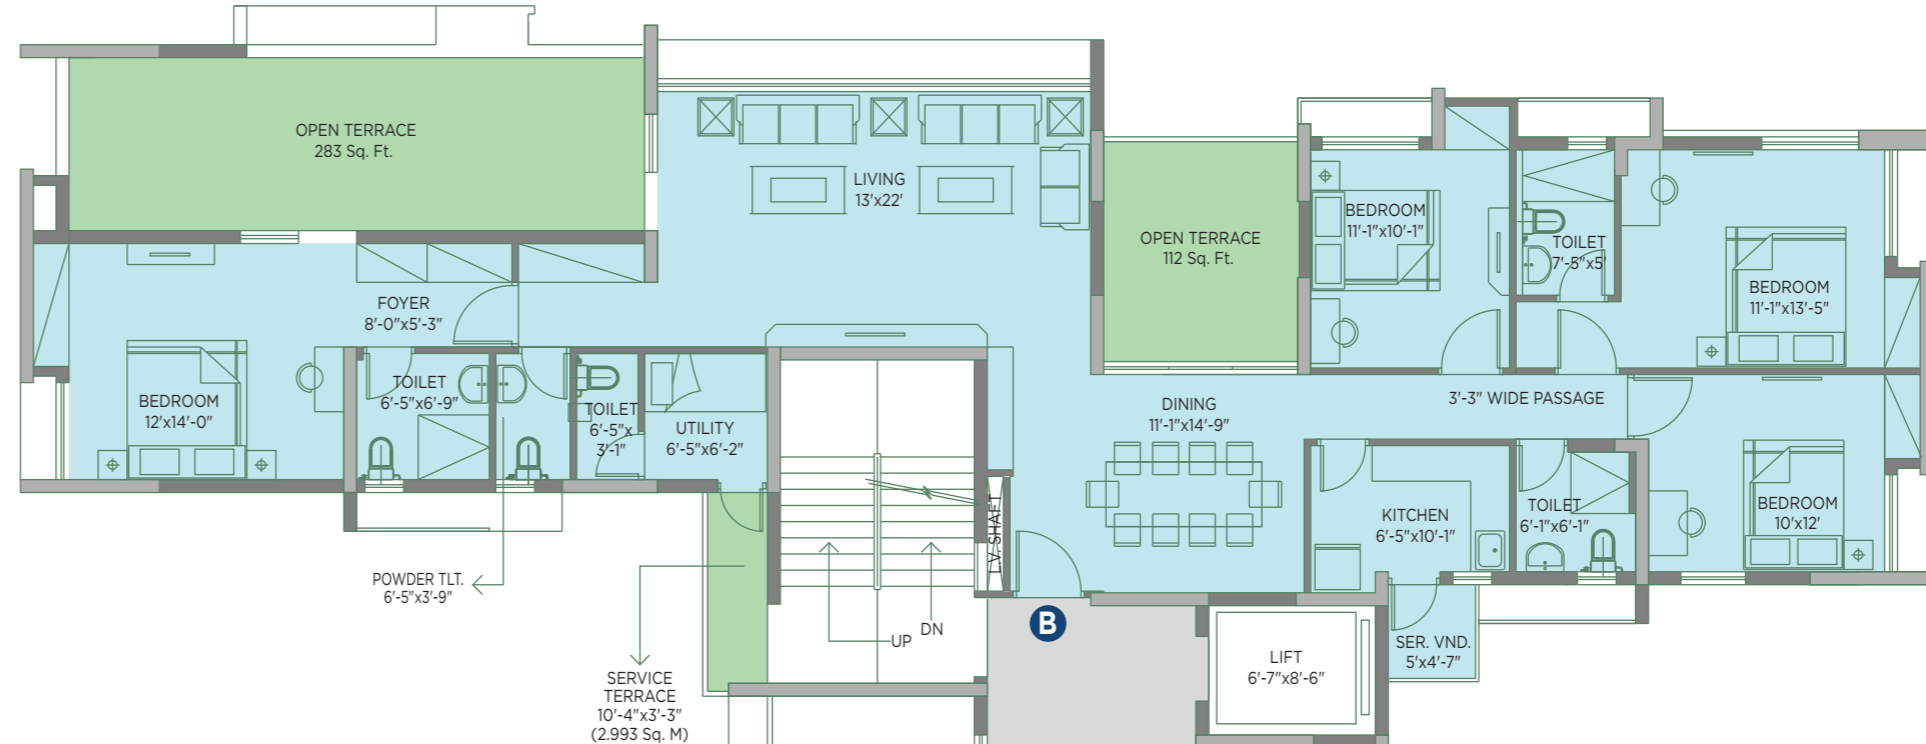 OPEN TERRACE
283 Sq. Ft.
LIVING
13'x22'
OPEN TERRACE
112 Sq. Ft.
BEDROOM
11'-1"x10'-1"
TOILET
7'-5"x5'
BEDROOM
11'-1"x13'-5"
FOYER
8'-0"x5'-3"
BEDROOM
12'x14'-0"
TOILET
6'-5"x6'-9"
TOILET
6'-5"x
3'-1"
UTILITY
6'-5"x6'-2"
DINING
11'-1"x14'-9"
3'-3" WIDE PASSAGE
L.V. SHAFT
KITCHEN
6'-5"x10'-1"
TOILET
6'-1"x6'-1"
BEDROOM
10'x12'
POWDER TLT.
6'-5"x3'-9"
UP
DN
B
SERVICE
TERRACE
10'-4"x3'-3"
(2.993 Sq. M)
LIFT
6'-7"x8'-6"
SER. VND.
5'x4'-7"